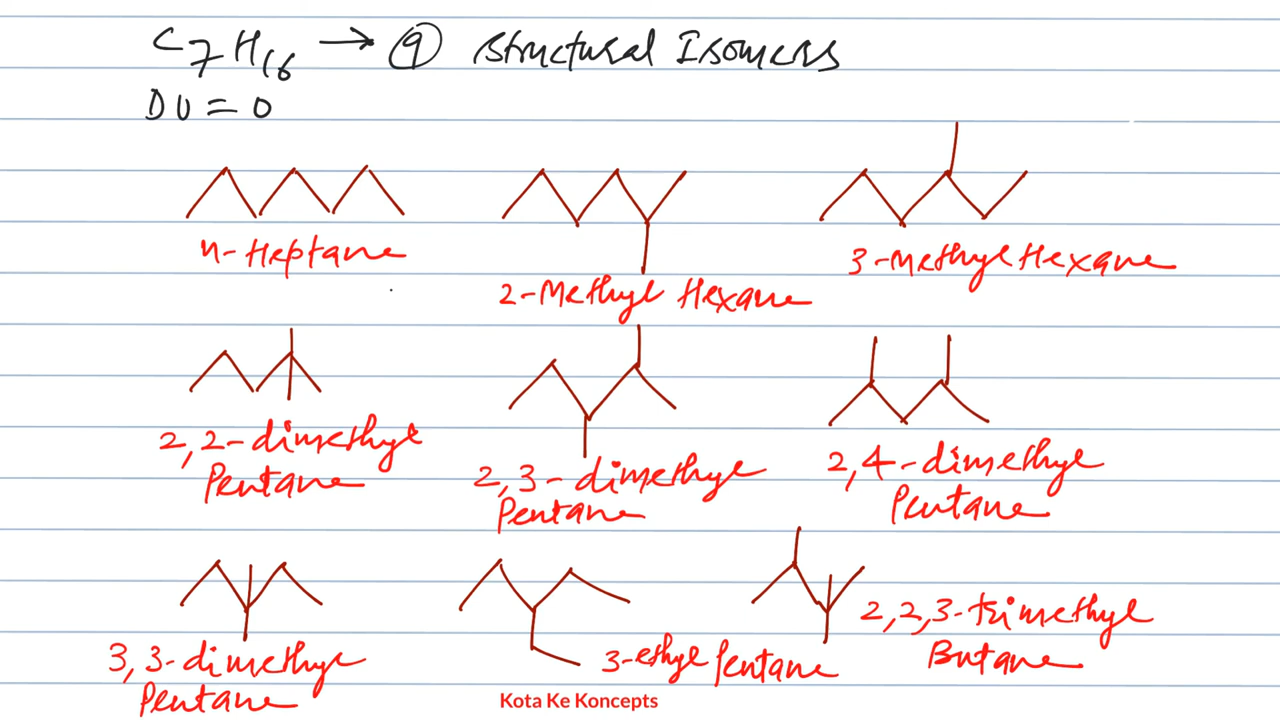 C7H16 → 9 Structural Isomers
DU = 0
n-Heptane
2-Methyl Hexane
3-Methyl Hexane
2,2-dimethyl
Pentane
2,3-dimethyl
Pentane
2,4-dimethyl
Pentane
3,3-dimethyl
Pentane
3-ethyl Pentane
2,2,3-trimethyl
Butane
Kota Ke Koncepts